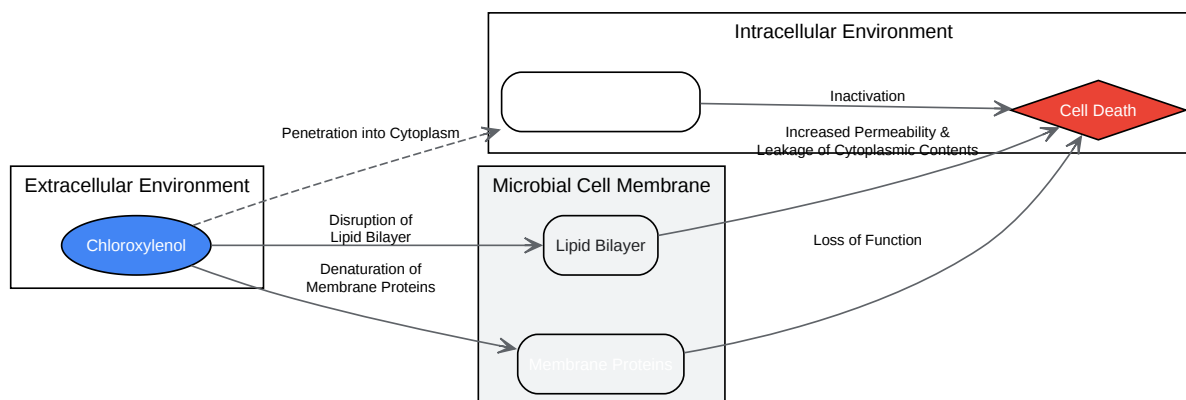 Intracellular Environment
Inactivation
Cell Death
Penetration into Cytoplasm
Increased Permeability &
Leakage of Cytoplasmic Contents
Extracellular Environment
Chloroxylenol
Microbial Cell Membrane
Disruption of
Lipid Bilayer
Lipid Bilayer
Loss of Function
Denaturation of
Membrane Proteins
Membrane Proteins